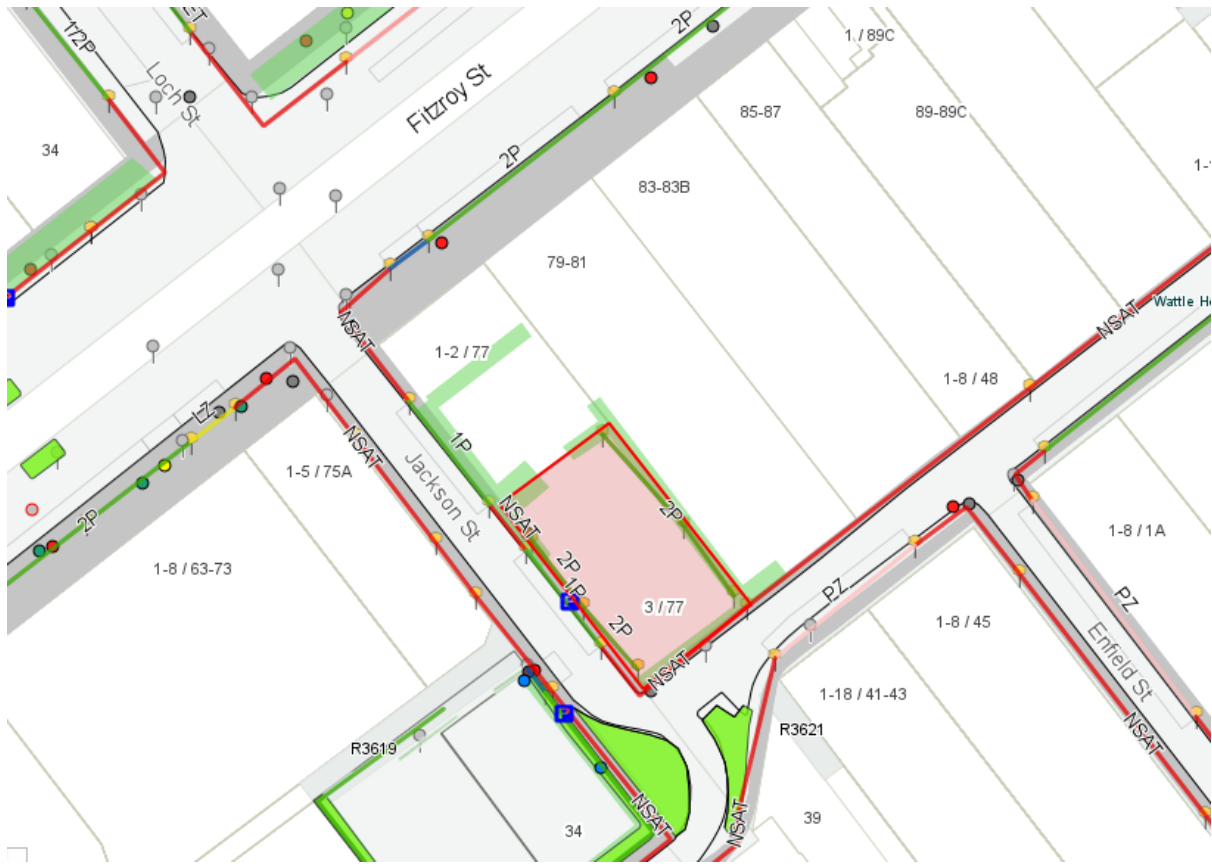 1/2P
ET
Loch St
34
Fitzroy St
2P
1 / 89C
85-87
89-89C
2P
83-83B
79-81
NSAT
1-2 / 77
NSAT
1-8 / 48
LZ
1P
NSAT
1-5 / 75A
Jackson St
2P
1-8 / 63-73
NSAT
2P
2P
1P
P
3 / 77
2P
NSAT
PZ
1-8 / 45
1-8 / 1A
PZ
Enfield St
P
1-18 / 41-43
R3619
R3621
NSAT
NSAT
NSAT
34
39